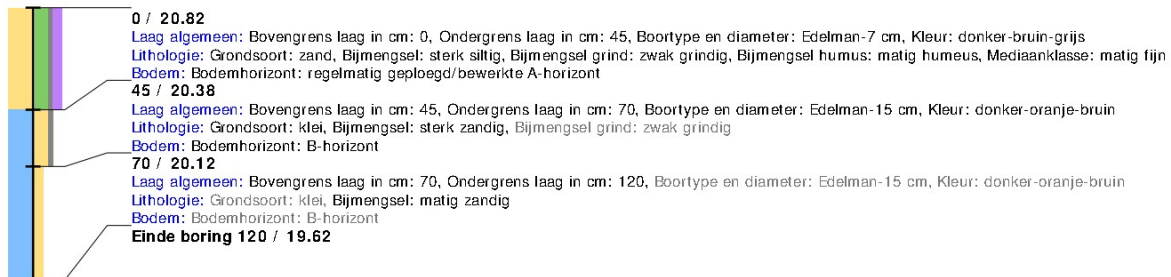 0 / 20.82
Laag algemeen: Bovengrens laag in cm: 0, Ondergrens laag in cm: 45, Boortype en diameter: Edelman-7 cm, Kleur: donker-bruin-grijs
Lithologie: Grondsoort: zand, Bijmengsel: sterk siltig, Bijmengsel grind: zwak grindig, Bijmengsel humus: matig humeus, Mediaanklasse: matig fijn
Bodem: Bodemhorizont: regelmatig geploegd/bewerkte A-horizont
45 / 20.38
Laag algemeen: Bovengrens laag in cm: 45, Ondergrens laag in cm: 70, Boortype en diameter: Edelman-15 cm, Kleur: donker-oranje-bruin
Lithologie: Grondsoort: klei, Bijmengsel: sterk zandig, Bijmengsel grind: zwak grindig
Bodem: Bodemhorizont: B-horizont
70 / 20.12
Laag algemeen: Bovengrens laag in cm: 70, Ondergrens laag in cm: 120, Boortype en diameter: Edelman-15 cm, Kleur: donker-oranje-bruin
Lithologie: Grondsoort: klei, Bijmengsel: matig zandig
Bodem: Bodemhorizont: B-horizont
Einde boring 120 / 19.62